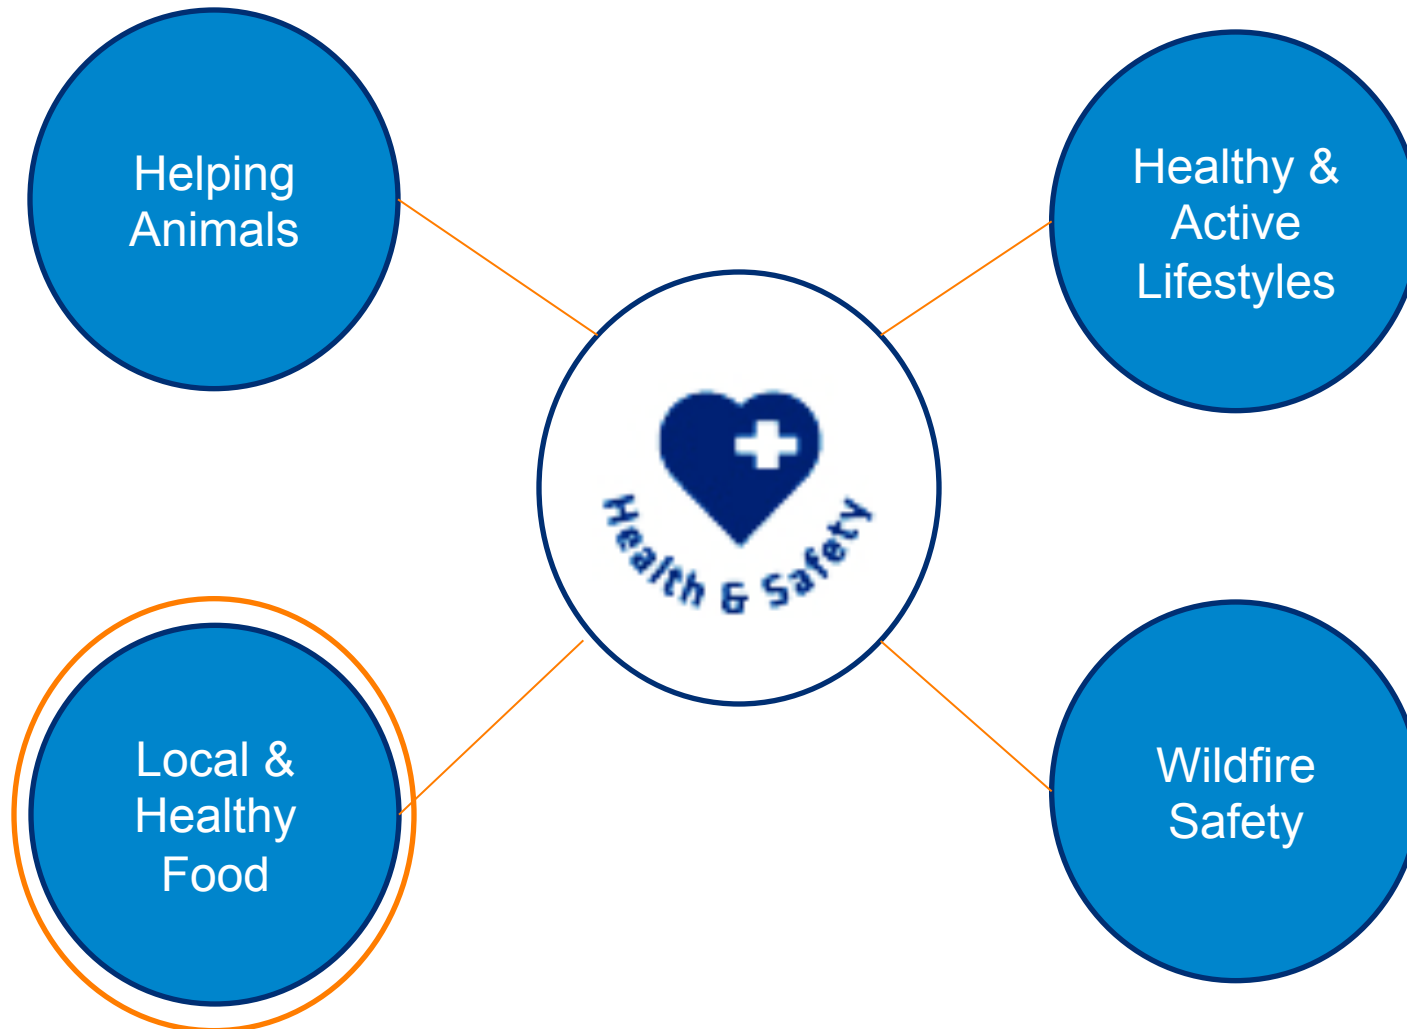 Helping
Animals
Healthy &
Active
Lifestyles
Health & Safety
Local &
Healthy
Food
Wildfire
Safety